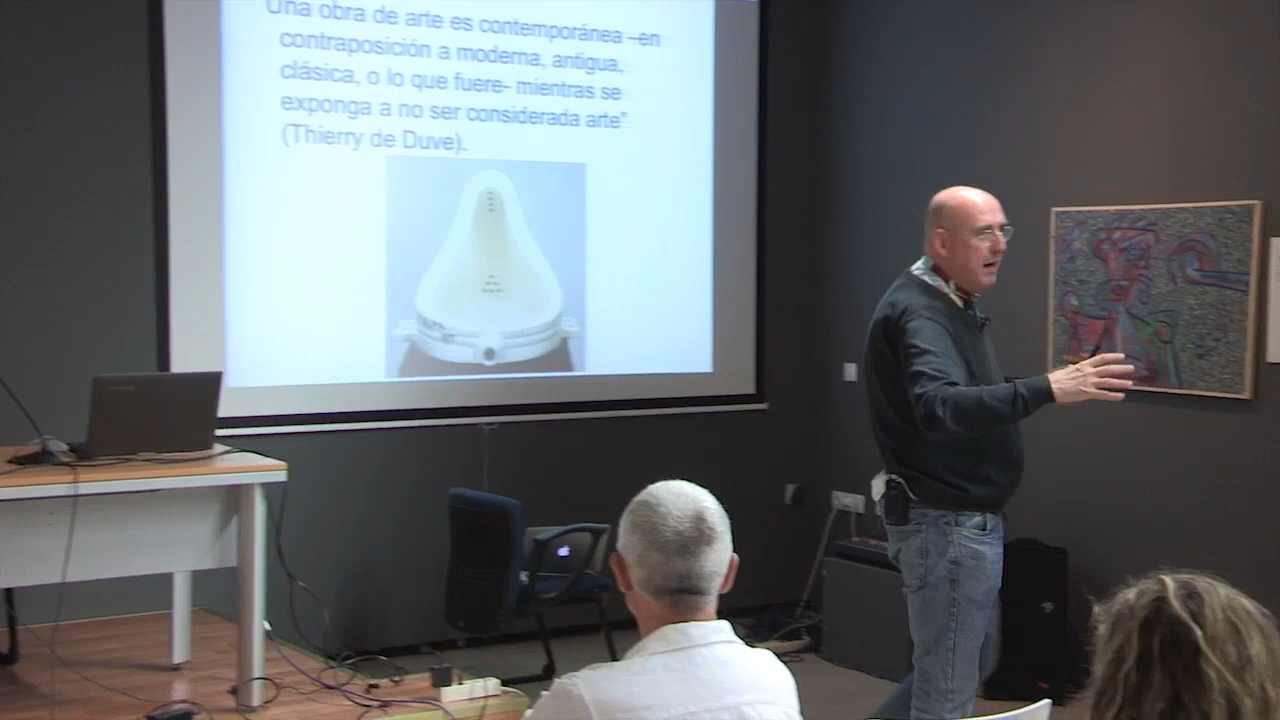 Una obra de arte es contemporánea –en
contraposición a moderna, antigua,
clásica, o lo que fuere- mientras se
exponga a no ser considerada arte”
(Thierry de Duve).